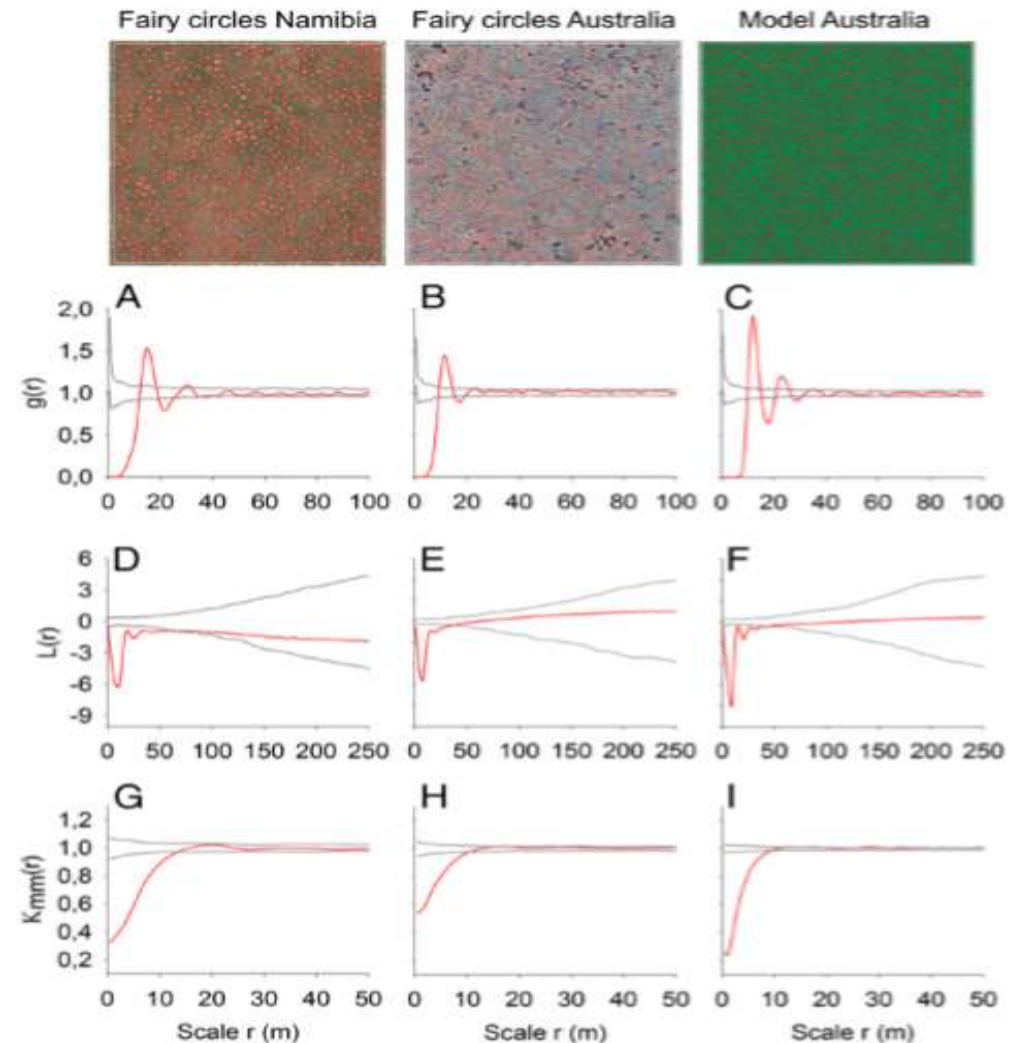 Fairy circles Namibia Fairy circles Australia Model Australia
A B C
2,0
1,5
1,0
0,5
0,0
g(r)
0 20 40 60 80 100 0 20 40 60 80 100 0 20 40 60 80 100
D E F
6
3
0
-3
-6
-9
L(r)
0 50 100 150 200 250 0 50 100 150 200 250 0 50 100 150 200 250
G H I
1,2
1,0
0,8
0,6
0,4
0,2
Kmm(r)
0 10 20 30 40 50 0 10 20 30 40 50 0 10 20 30 40 50
Scale r (m) Scale r (m) Scale r (m)